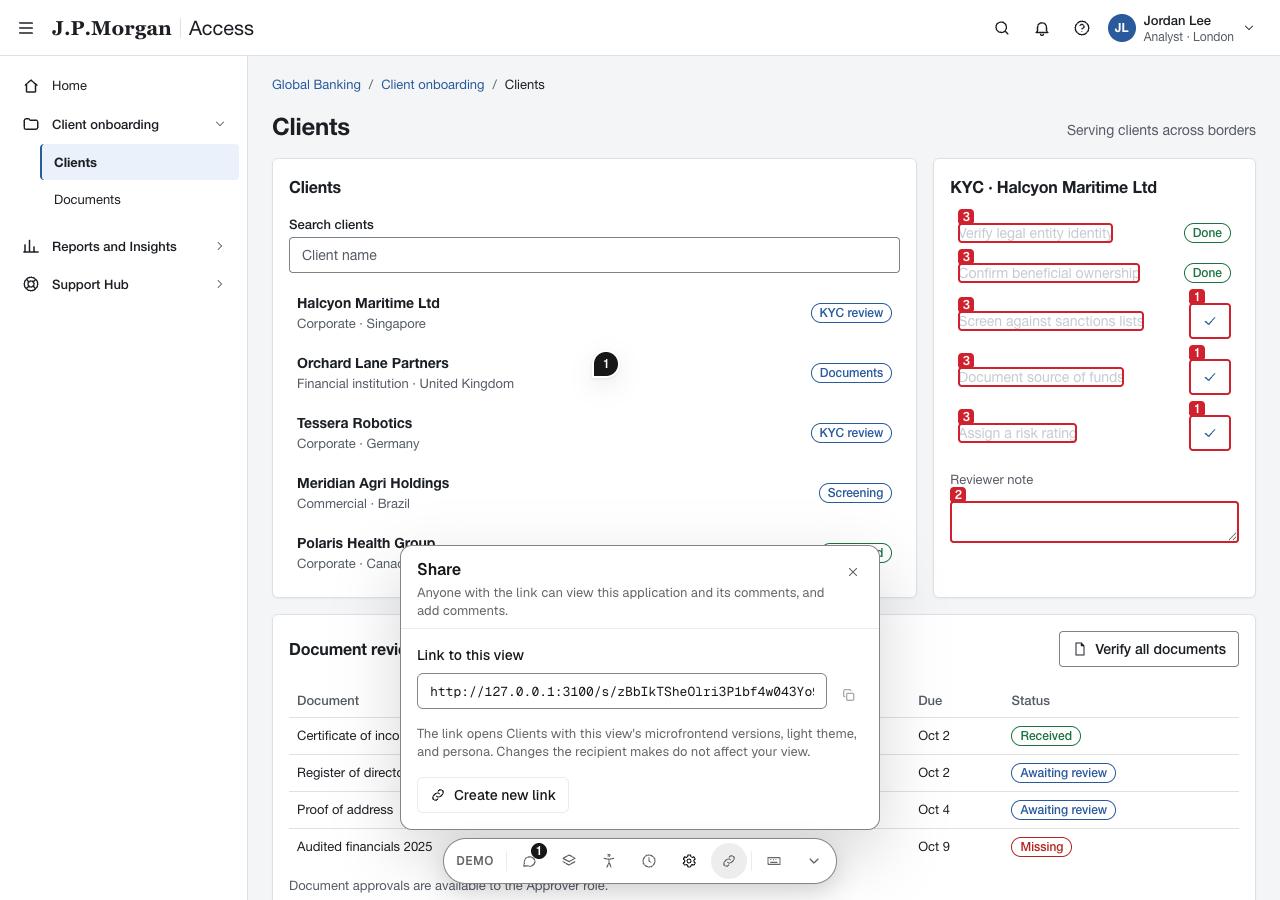 J.P.Morgan Access
JL
Jordan Lee
Analyst · London
Home
Client onboarding
Clients
Documents
Reports and Insights
Support Hub
Global Banking / Client onboarding / Clients
Clients
Serving clients across borders
Clients
Search clients
Client name
Halcyon Maritime Ltd
Corporate · Singapore
KYC review
Orchard Lane Partners
Financial institution · United Kingdom
1
Documents
Tessera Robotics
Corporate · Germany
KYC review
Meridian Agri Holdings
Commercial · Brazil
Screening
Polaris Health Group
Corporate ·
KYC · Halcyon Maritime Ltd
3
Verify legal entity identity
Done
3
Confirm beneficial ownership
Done
3
Screen against sanctions lists
1
3
Document source of funds
1
3
Assign a risk rating
1
Reviewer note
2
Share
Anyone with the link can view this application and its comments, and
add comments.
Link to this view
http://127.0.0.1:3100/s/
The link opens Clients with this view's microfrontend versions, light theme,
and persona. Changes the recipient makes do not affect your view.
Create new link
Document
Verify all documents
Document Due Status
Certificate of Oct 2 Received
Register of Oct 2 Awaiting review
Proof of address Oct 4 Awaiting review
Audited financials 2025 Oct 9 Missing
Document approvals are available to the Approver role.
DEMO
1